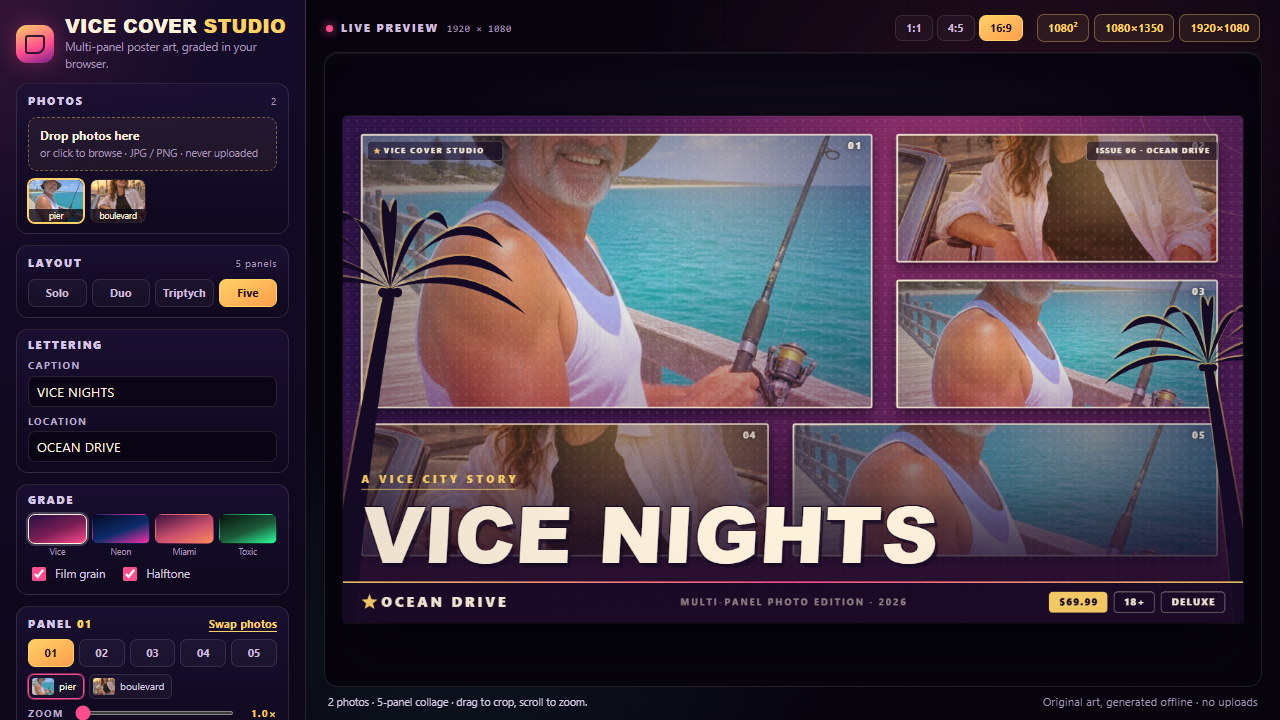 VICE COVER STUDIO
Multi-panel poster art, graded in your browser.
PHOTOS 2
Drop photos here
or click to browse · JPG / PNG · never uploaded
pier boulevard
LAYOUT 5 panels
Solo Duo Triptych Five
LETTERING
CAPTION
VICE NIGHTS
LOCATION
OCEAN DRIVE
GRADE
Vice Neon Miami Toxic
Film grain Halftone
PANEL 01 Swap photos
01 02 03 04 05
pier boulevard
ZOOM 1.0×
LIVE PREVIEW 1920 × 1080
1:1 4:5 16:9 1080² 1080×1350 1920×1080
★ VICE COVER STUDIO
01
ISSUE 06 · OCEAN DRIVE
03
04
05
A VICE CITY STORY
VICE NIGHTS
★ OCEAN DRIVE
MULTI-PANEL PHOTO EDITION · 2026
$69.99 18+ DELUXE
2 photos · 5-panel collage · drag to crop, scroll to zoom.
Original art, generated offline · no uploads